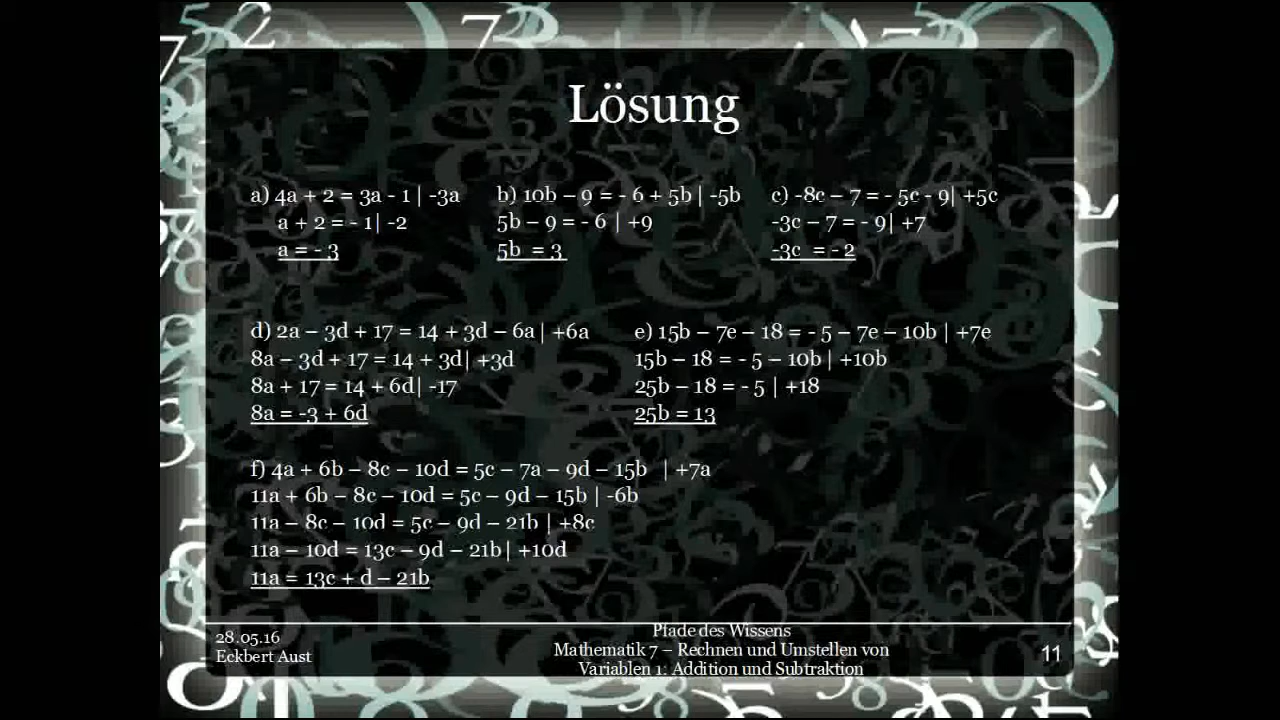 Lösung
a) 4a + 2 = 3a - 1 | -3a
a + 2 = - 1| -2
a = - 3
b) 10b – 9 = - 6 + 5b | -5b
5b – 9 = - 6 | +9
5b = 3
c) -8c – 7 = - 5c - 9| +5c
-3c – 7 = - 9| +7
-3c = - 2
d) 2a – 3d + 17 = 14 + 3d – 6a | +6a
8a – 3d + 17 = 14 + 3d| +3d
8a + 17 = 14 + 6d| -17
8a = -3 + 6d
e) 15b – 7e – 18 = - 5 – 7e – 10b | +7e
15b – 18 = - 5 – 10b | +10b
25b – 18 = - 5 | +18
25b = 13
f) 4a + 6b – 8c – 10d = 5c – 7a – 9d – 15b | +7a
11a + 6b – 8c – 10d = 5c – 9d – 15b | -6b
11a – 8c – 10d = 5c – 9d – 21b | +8c
11a – 10d = 13c – 9d – 21b| +10d
11a = 13c + d – 21b
28.05.16
Eckbert Aust
Pfade des Wissens
Mathematik 7 – Rechnen und Umstellen von
Variablen 1: Addition und Subtraktion
11